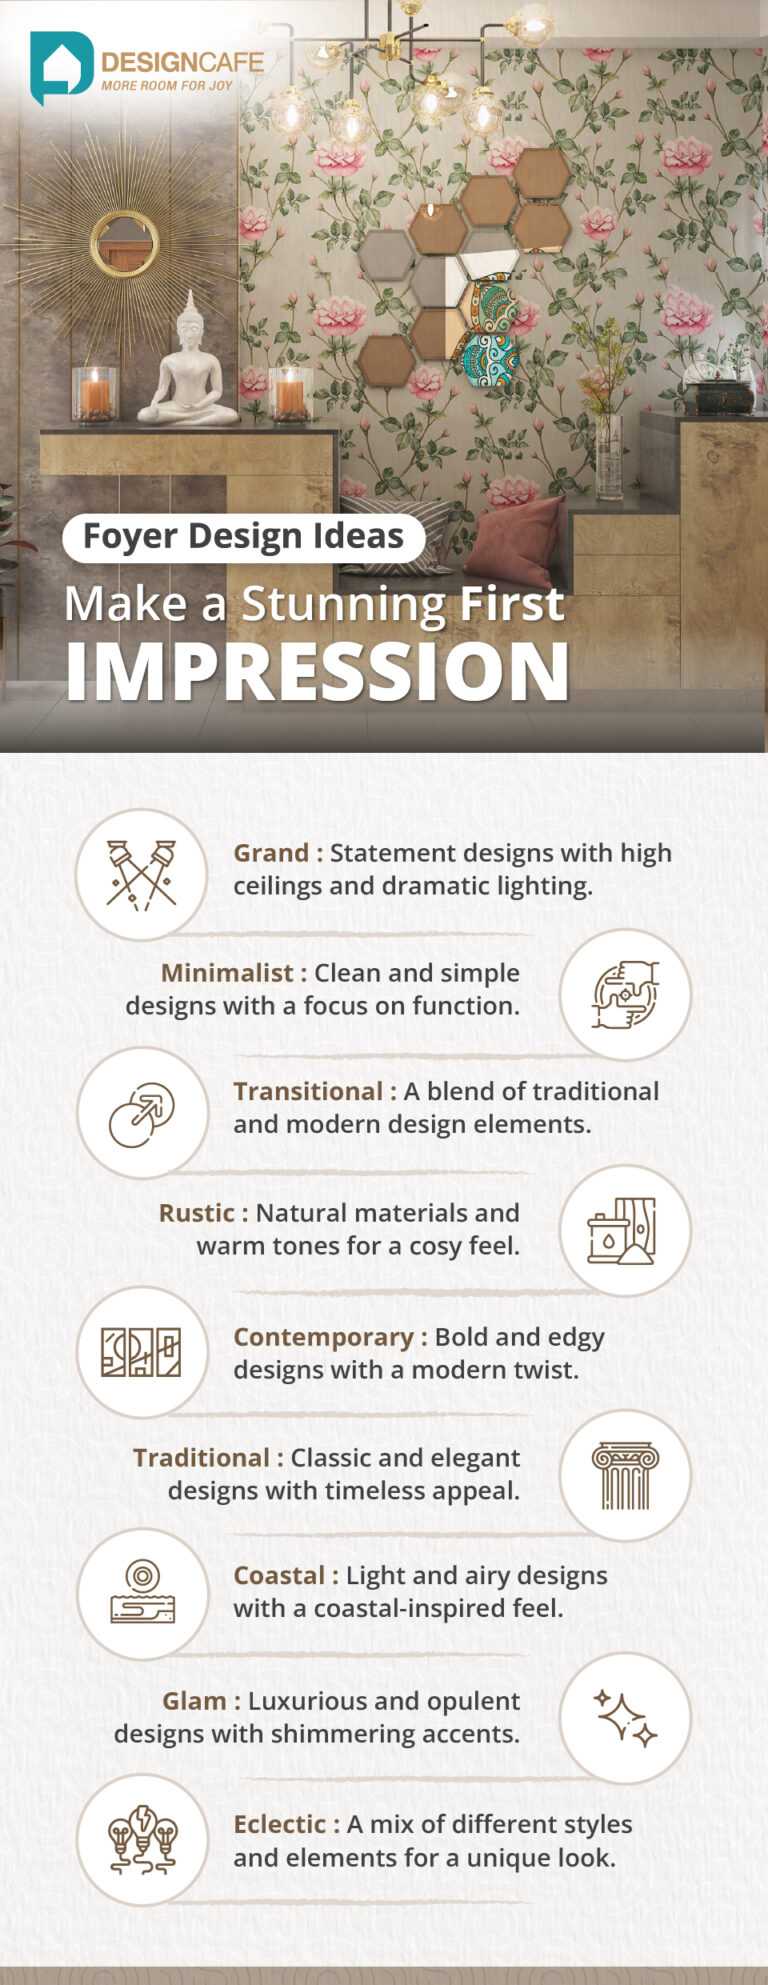 DESIGNCAFE
MORE ROOM FOR JOY
Foyer Design Ideas
Make a Stunning First
IMPRESSION
Grand : Statement designs with high
ceilings and dramatic lighting.
Minimalist : Clean and simple
designs with a focus on function.
Transitional : A blend of traditional
and modern design elements.
Rustic : Natural materials and
warm tones for a cosy feel.
Contemporary : Bold and edgy
designs with a modern twist.
Traditional : Classic and elegant
designs with timeless appeal.
Coastal : Light and airy designs
with a coastal-inspired feel.
Glam : Luxurious and opulent
designs with shimmering accents.
Eclectic : A mix of different styles
and elements for a unique look.